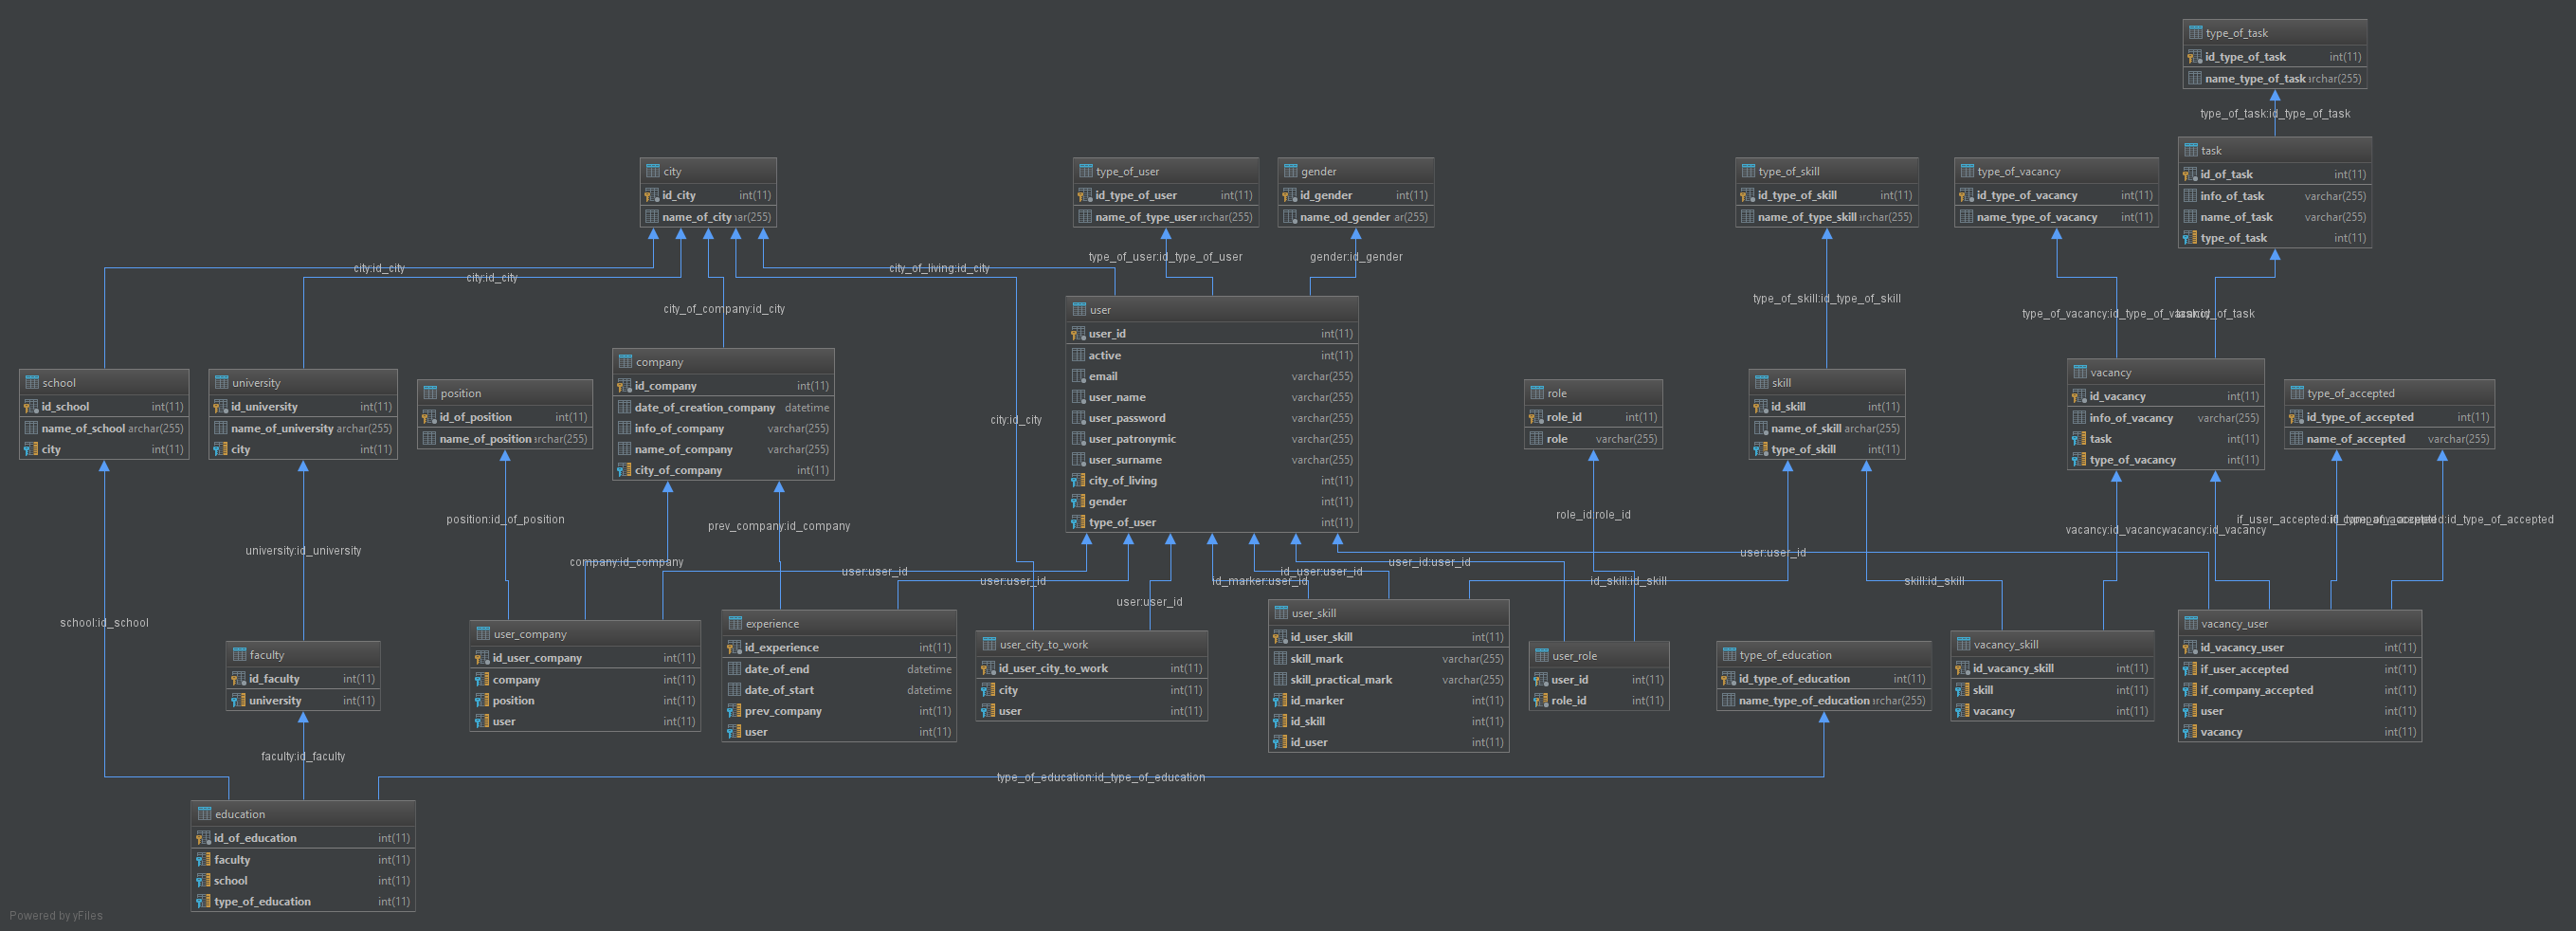 type_of_task
id_type_of_task int(11)
name_type_of_task ırchar(255)
type_of_task:id_type_of_task
task
id_of_task int(11)
info_of_task varchar(255)
name_of_task varchar(255)
type_of_task int(11)
city
id_city int(11)
name_of_city ıar(255)
type_of_user
id_type_of_user int(11)
name_of_type_user ırchar(255)
gender
id_gender int(11)
name_od_gender ar(255)
type_of_skill
id_type_of_skill int(11)
name_of_type_skill ırchar(255)
type_of_vacancy
id_type_of_vacancy int(11)
name_type_of_vacancy int(11)
city:id_city
city:id_city
city_of_living:id_city
type_of_user:id_type_of_user
gender:id_gender
city_of_company:id_city
type_of_skill:id_type_of_skill
type_of_vacancy:id_type_of_vacancy
task:id_of_task
user
user_id int(11)
active int(11)
email varchar(255)
user_name varchar(255)
user_password varchar(255)
user_patronymic varchar(255)
user_surname varchar(255)
city_of_living int(11)
gender int(11)
type_of_user int(11)
school
id_school int(11)
name_of_school archar(255)
city int(11)
university
id_university int(11)
name_of_university archar(255)
city int(11)
position
id_of_position int(11)
name_of_position ırchar(255)
company
id_company int(11)
date_of_creation_company datetime
info_of_company varchar(255)
name_of_company varchar(255)
city_of_company int(11)
city:id_city
role
role_id int(11)
role varchar(255)
skill
id_skill int(11)
name_of_skill archar(255)
type_of_skill int(11)
vacancy
id_vacancy int(11)
info_of_vacancy varchar(255)
task int(11)
type_of_vacancy int(11)
type_of_accepted
id_type_of_accepted int(11)
name_of_accepted varchar(255)
position:id_of_position
prev_company:id_company
role_id:role_id
vacancy:id_vacancy
vacancy:id_vacancy
if_user_accepted:id_type_of_accepted
if_company_accepted:id_type_of_accepted
university:id_university
company:id_company
user:user_id
user:user_id
user:user_id
id_marker:user_id
id_user:user_id
user_id:user_id
user:user_id
id_skill:id_skill
skill:id_skill
school:id_school
faculty
id_faculty int(11)
university int(11)
user_company
id_user_company int(11)
company int(11)
position int(11)
user int(11)
experience
id_experience int(11)
date_of_end datetime
date_of_start datetime
prev_company int(11)
user int(11)
user_city_to_work
id_user_city_to_work int(11)
city int(11)
user int(11)
user_skill
id_user_skill int(11)
skill_mark varchar(255)
skill_practical_mark varchar(255)
id_marker int(11)
id_skill int(11)
id_user int(11)
user_role
user_id int(11)
role_id int(11)
type_of_education
id_type_of_education int(11)
name_type_of_education ırchar(255)
vacancy_skill
id_vacancy_skill int(11)
skill int(11)
vacancy int(11)
vacancy_user
id_vacancy_user int(11)
if_user_accepted int(11)
if_company_accepted int(11)
user int(11)
vacancy int(11)
faculty:id_faculty
type_of_education:id_type_of_education
education
id_of_education int(11)
faculty int(11)
school int(11)
type_of_education int(11)
Powered by yFiles